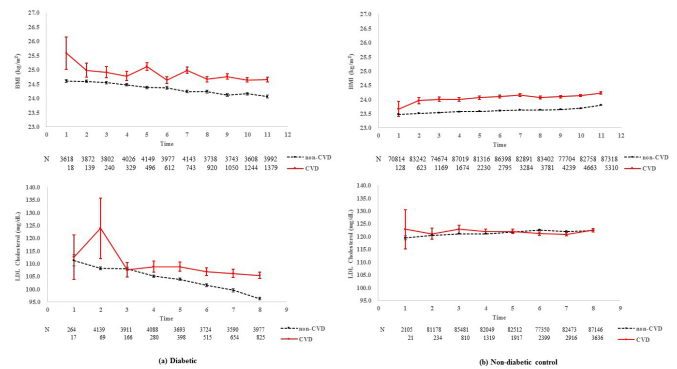 27.0
26.5
26.0
25.5
25.0
24.5
24.0
23.5
23.0
BMI (kg/m²)
0 1 2 3 4 5 6 7 8 9 10 11 12
Time
N 3618 3872 3802 4026 4149 3977 4143 3738 3743 3608 3992 non-CVD
18 139 240 329 496 612 743 920 1050 1244 1379 CVD
27.0
26.5
26.0
25.5
25.0
24.5
24.0
23.5
23.0
BMI (kg/m²)
0 1 2 3 4 5 6 7 8 9 10 11 12
Time
N 70814 83242 74674 87019 81316 86398 82891 83402 77704 82758 87318 non-CVD
128 623 1169 1674 2230 2795 3284 3781 4239 4663 5310 CVD
140.0
135.0
130.0
125.0
120.0
115.0
110.0
105.0
100.0
95.0
LDL Cholesterol (mg/dL)
0 1 2 3 4 5 6 7 8 9
Time
N 264 4139 3911 4088 3693 3724 3590 3977 non-CVD
17 69 166 280 398 515 654 825 CVD
(a) Diabetic
140.0
135.0
130.0
125.0
120.0
115.0
110.0
105.0
100.0
95.0
LDL Cholesterol (mg/dL)
0 1 2 3 4 5 6 7 8 9
Time
N 2105 81178 85481 82049 82512 77350 82473 87146 non-CVD
21 234 810 1319 1917 2399 2916 3636 CVD
(b) Non-diabetic control